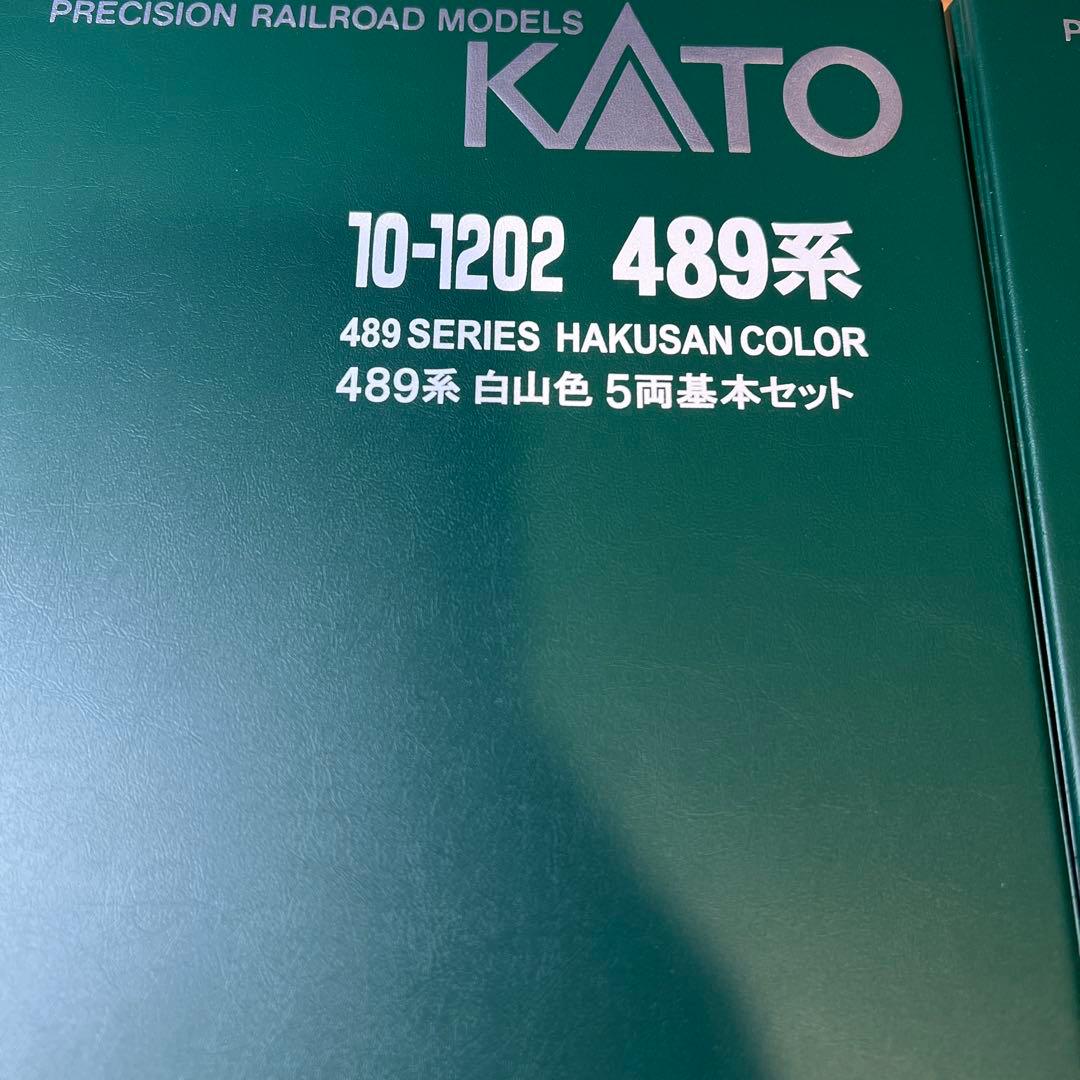 PRECISION RAILROAD MODELS
KATO
10-1202 489系
489 SERIES HAKUSAN COLOR
489系 白山色 5両基本セット
P